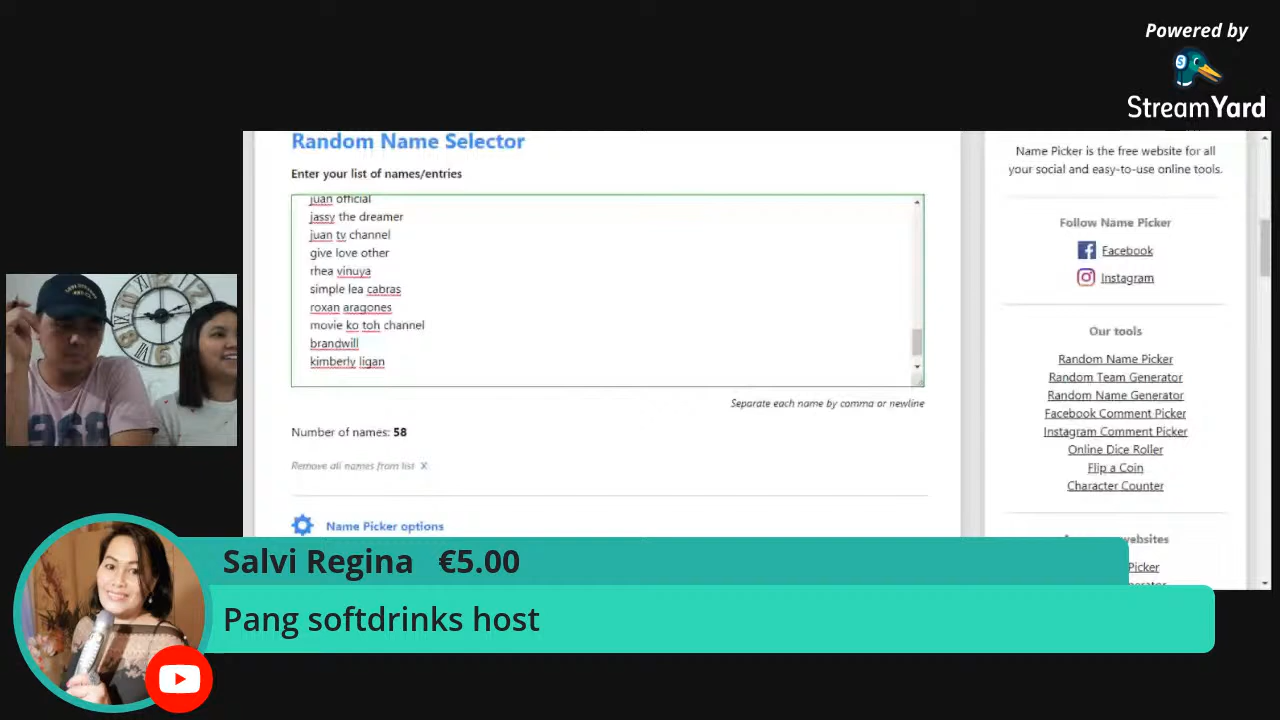 Powered by
StreamYard
Random Name Selector
Enter your list of names/entries
juan official
jassy the dreamer
juan tv channel
give love other
rhea vinuya
simple lea cabras
roxan aragones
movie ko toh channel
brandwill
kimberly ligan
Separate each name by comma or newline
Number of names: 58
Remove all names from list X
Name Picker options
Name Picker is the free website for all
your social and easy-to-use online tools.
Follow Name Picker
Facebook
Instagram
Our tools
Random Name Picker
Random Team Generator
Random Name Generator
Facebook Comment Picker
Instagram Comment Picker
Online Dice Roller
Flip a Coin
Character Counter
websites
Picker
968
Salvi Regina €5.00
Pang softdrinks host